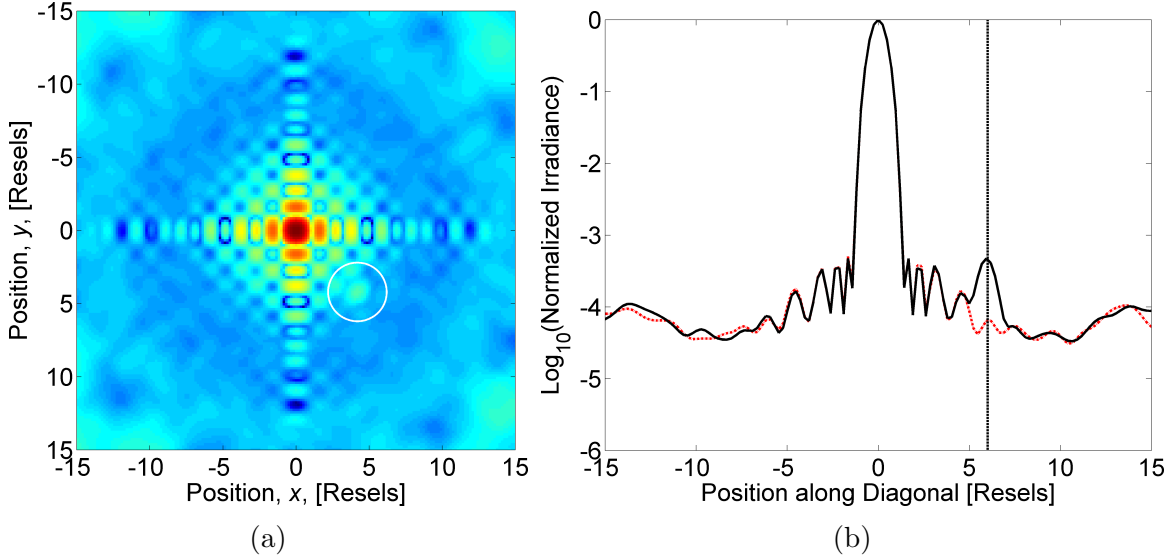 -15
-10
-5
0
5
10
15
-15 -10 -5 0 5 10 15
Position, y, [Resels]
Position, x, [Resels]
(a)
0
-1
-2
-3
-4
-5
-6
-15 -10 -5 0 5 10 15
Log10(Normalized Irradiance)
Position along Diagonal [Resels]
(b)